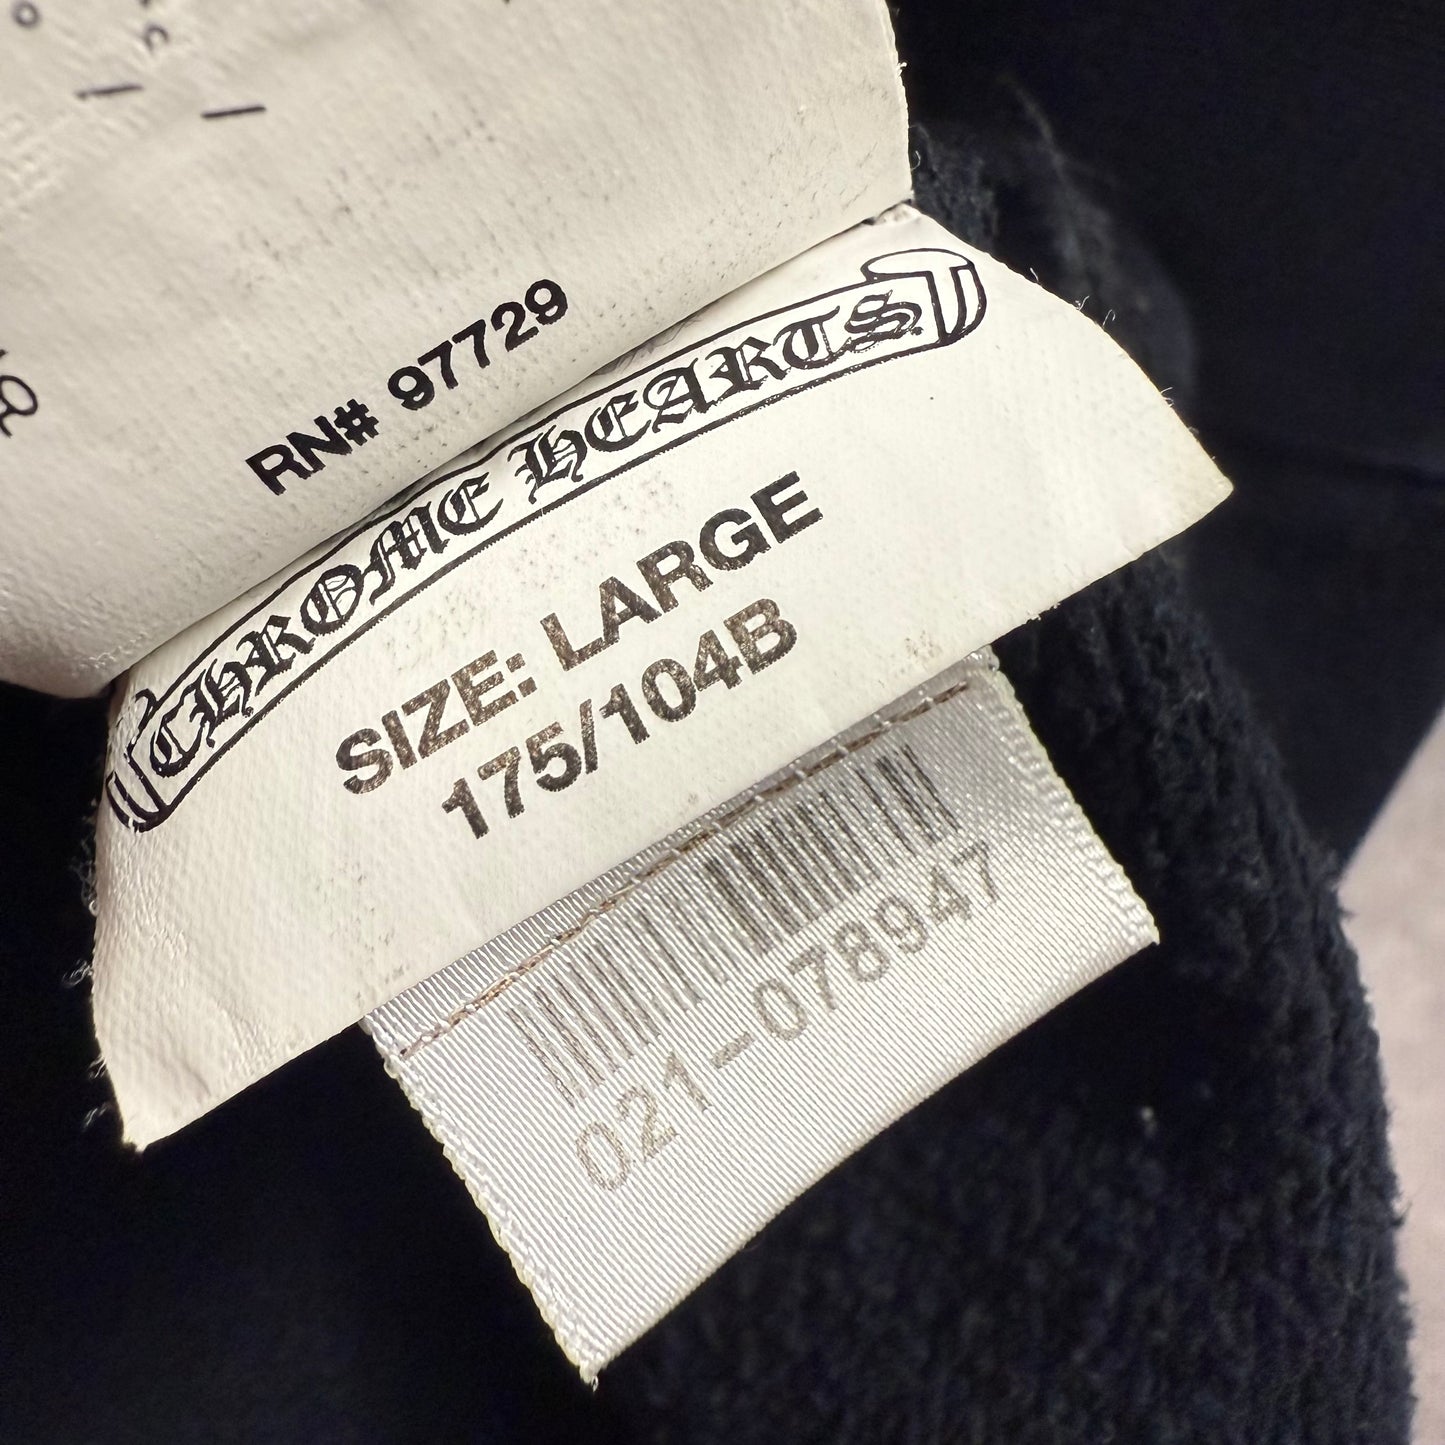 RN# 97729
CHROME HEARTS
SIZE: LARGE
175/104B
021-078947